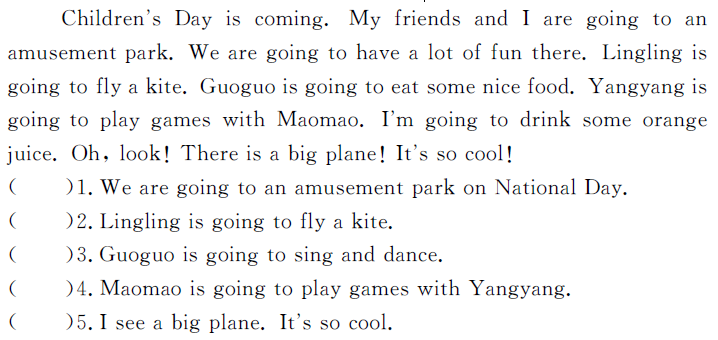 Children's Day is coming. My friends and I are going to an
amusement park. We are going to have a lot of fun there. Lingling is
going to fly a kite. Guoguo is going to eat some nice food. Yangyang is
going to play games with Maomao. I'm going to drink some orange
juice. Oh, look! There is a big plane! It's so cool!
(      )1. We are going to an amusement park on National Day.
(      )2. Lingling is going to fly a kite.
(      )3. Guoguo is going to sing and dance.
(      )4. Maomao is going to play games with Yangyang.
(      )5. I see a big plane. It's so cool.